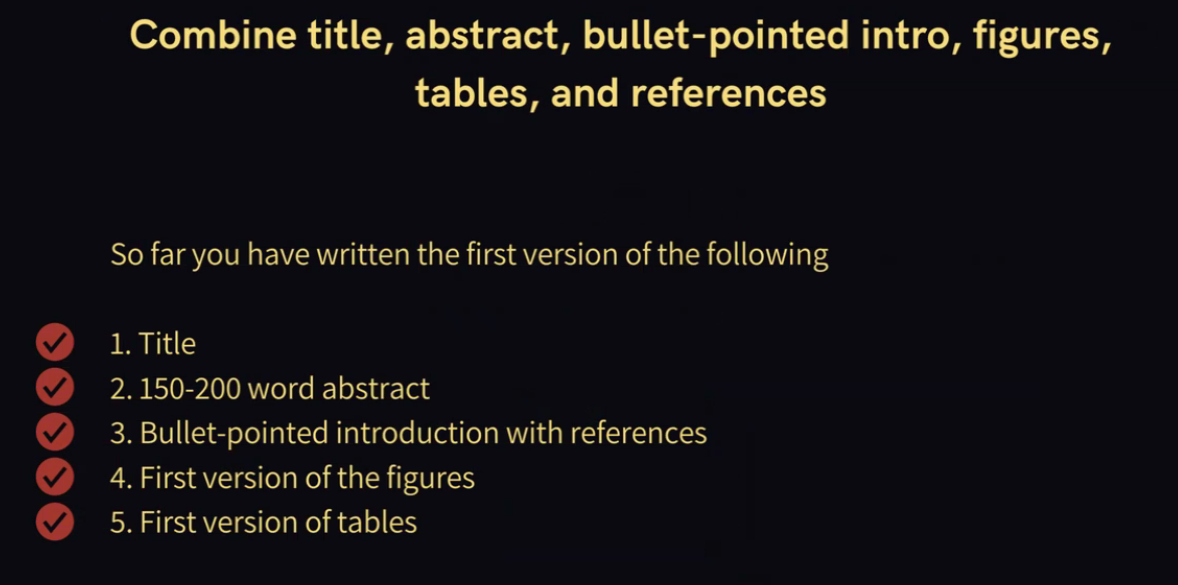 Combine title, abstract, bullet-pointed intro, figures,
tables, and references
So far you have written the first version of the following
1. Title
2. 150-200 word abstract
3. Bullet-pointed introduction with references
4. First version of the figures
5. First version of tables